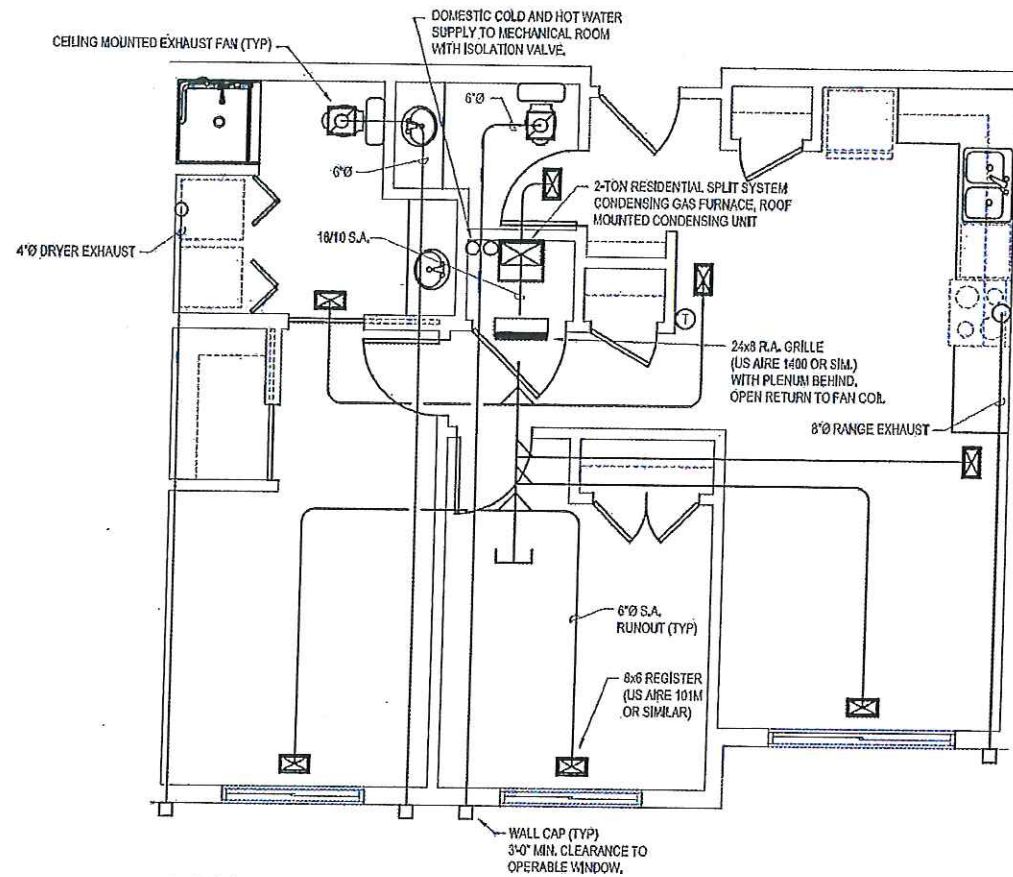 DOMESTIC COLD AND HOT WATER
SUPPLY TO MECHANICAL ROOM
WITH ISOLATION VALVE.
CEILING MOUNTED EXHAUST FAN (TYP)
6"Ø
6"Ø
2-TON RESIDENTIAL SPLIT SYSTEM
CONDENSING GAS FURNACE, ROOF
MOUNTED CONDENSING UNIT
4"Ø DRYER EXHAUST
16/10 S.A.
T
24x8 R.A. GRILLE
(US AIRE 1400 OR SIM.)
WITH PLENUM BEHIND,
OPEN RETURN TO FAN COIL.
8"Ø RANGE EXHAUST
6"Ø S.A.
RUNOUT (TYP)
8x6 REGISTER
(US AIRE 101M
OR SIMILAR)
WALL CAP (TYP)
3'-0" MIN. CLEARANCE TO
OPERABLE WINDOW.